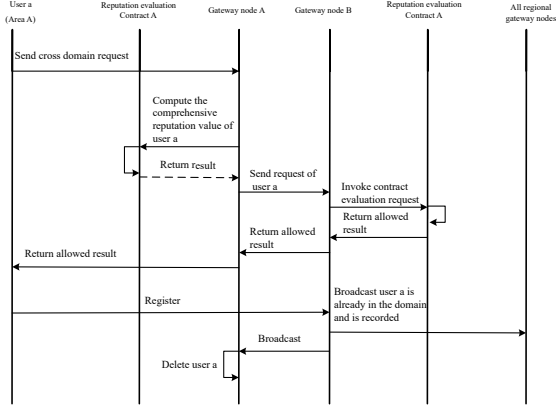 User a
(Area A)
Reputation evaluation
Contract A
Gateway node A
Gateway node B
Reputation evaluation
Contract A
All regional
gateway nodes
Send cross domain request
Compute the
comprehensive
reputation value of
user a
Return result
Send request of
user a
Invoke contract
evaluation request
Return allowed
result
Return allowed
result
Return allowed result
Register
Broadcast user a is
already in the domain
and is recorded
Broadcast
Delete user a